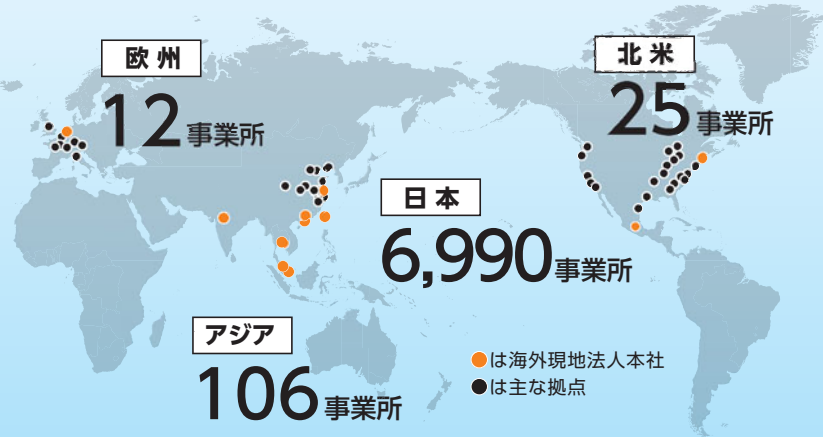 欧州
12事業所
北米
25事業所
日本
6,990事業所
アジア
106事業所
は海外現地法人本社
は主な拠点